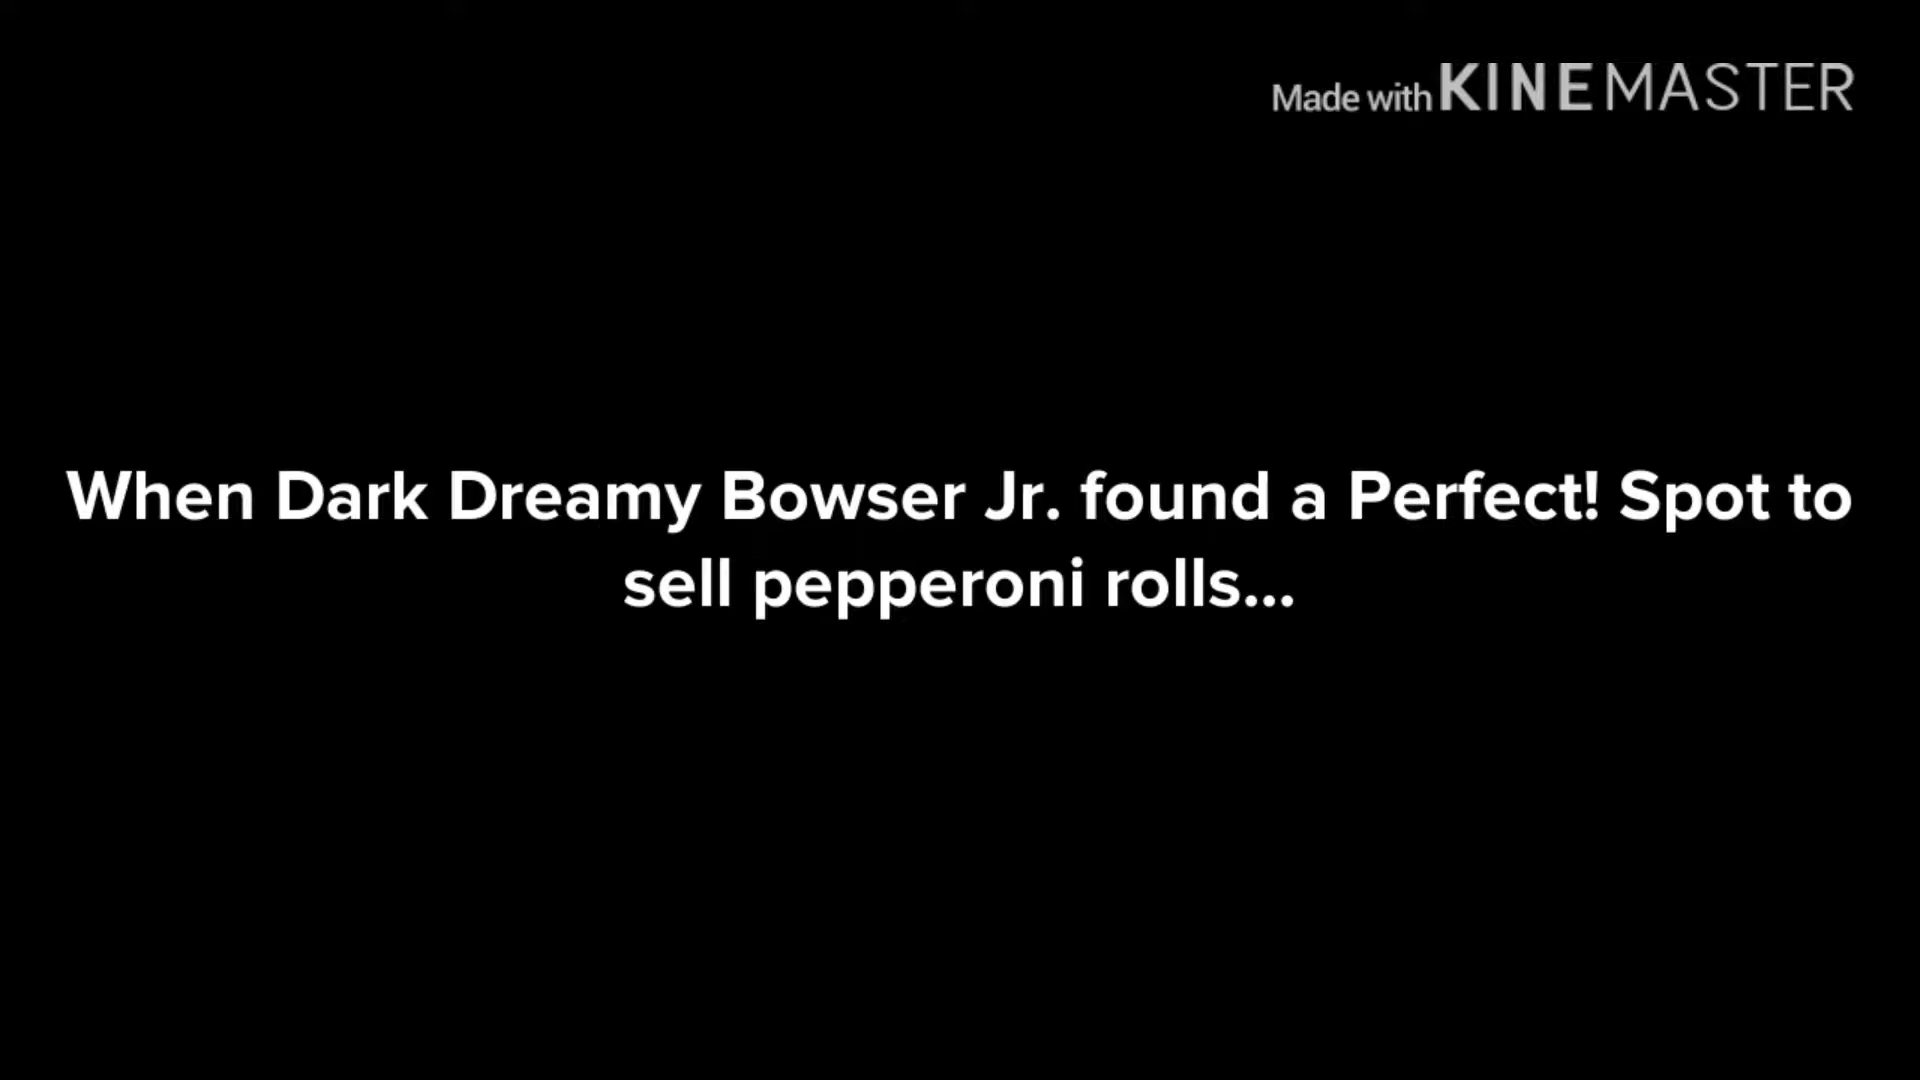 Made with KINEMASTER
When Dark Dreamy Bowser Jr. found a Perfect! Spot to
sell pepperoni rolls...